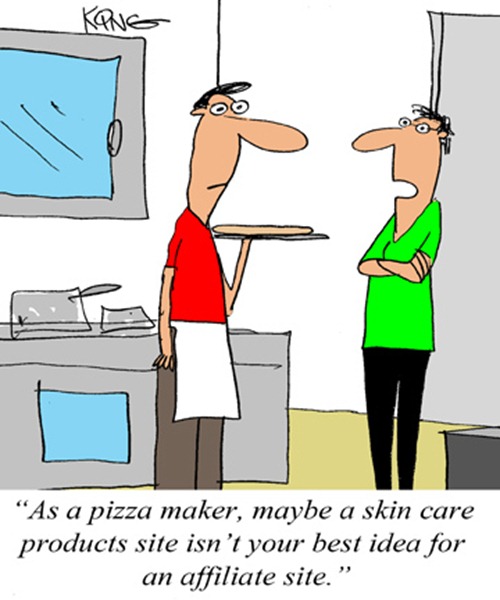 KANG
“As a pizza maker, maybe a skin care
products site isn’t your best idea for
an affiliate site.”